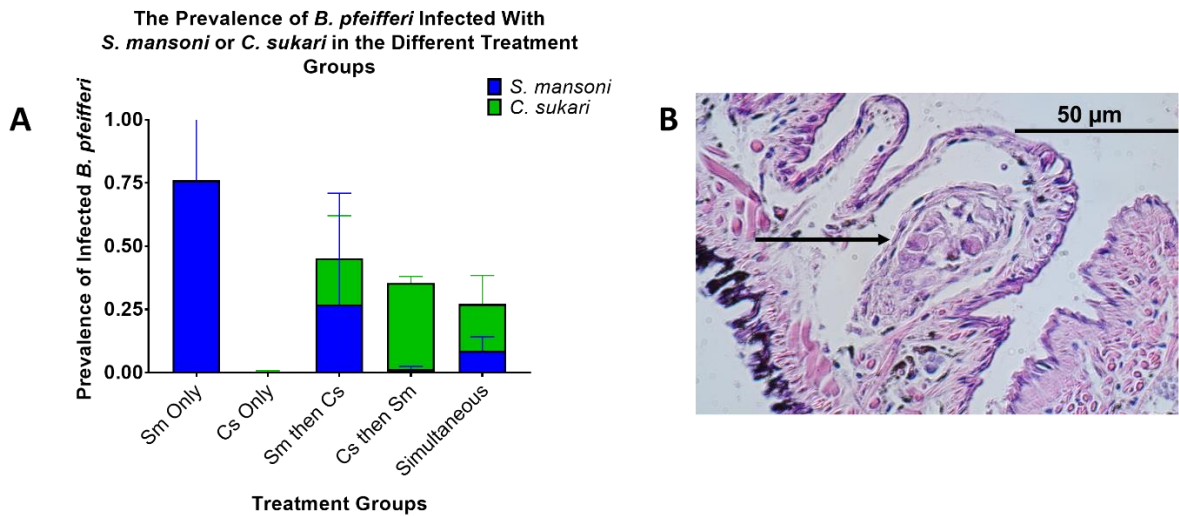 The Prevalence of B. pfeifferi Infected With
S. mansoni or C. sukari in the Different Treatment
Groups
S. mansoni
C. sukari
A
Prevalence of Infected B. pfeifferi
1.00
0.75
0.50
0.25
0.00
Sm Only
Cs Only
Sm then Cs
Cs then Sm
Simultaneous
Treatment Groups
B
50 µm